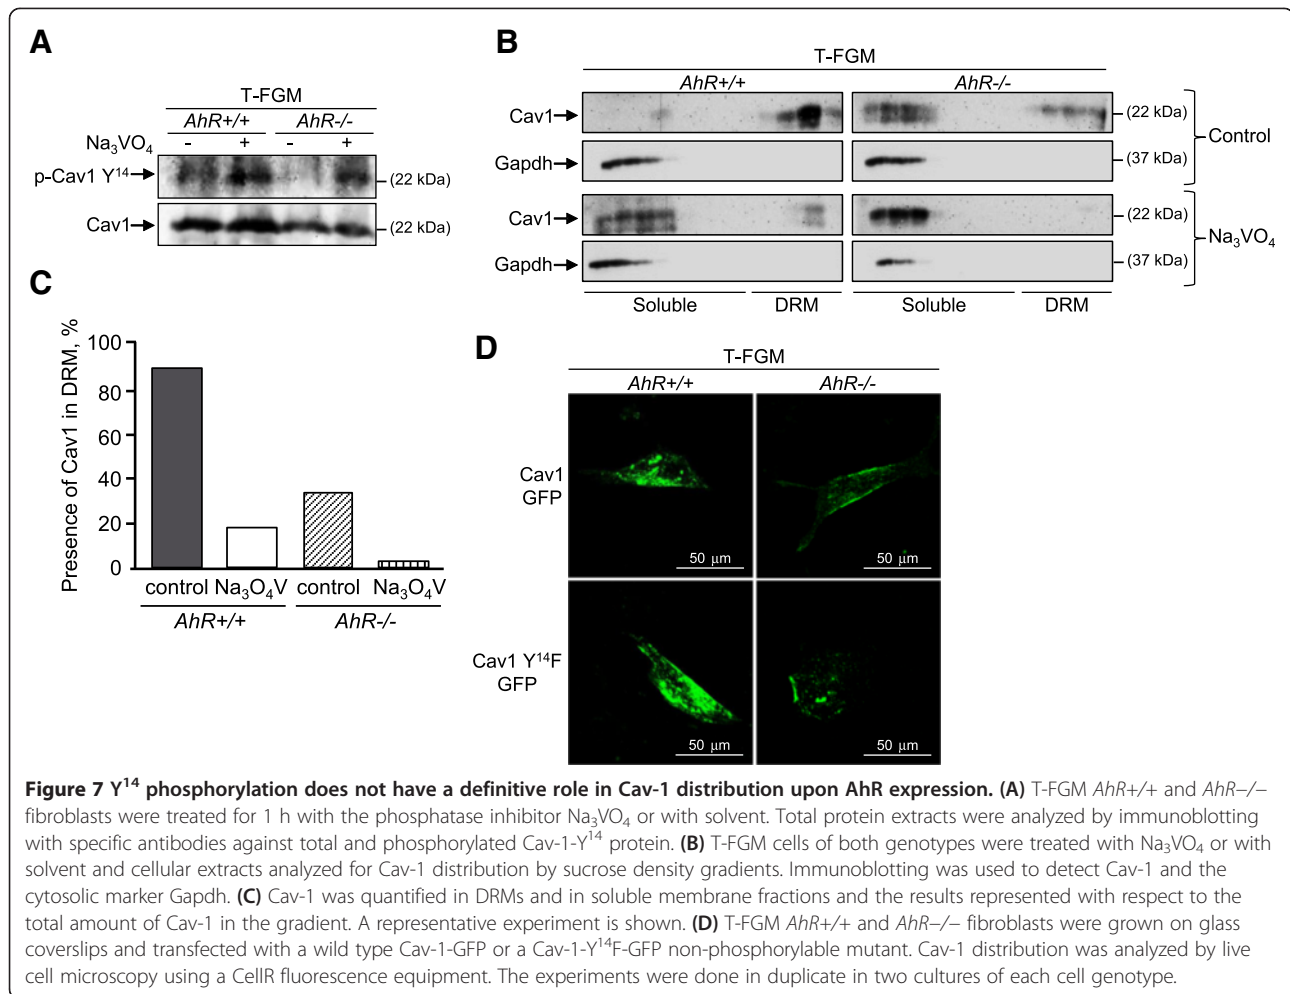 A
T-FGM
AhR+/+ AhR-/-
Na₃VO₄ - + - +
p-Cav1 Y¹⁴ (22 kDa)
Cav1 (22 kDa)
B
T-FGM
AhR+/+ AhR-/-
Cav1 (22 kDa)
Gapdh (37 kDa)
Control
Cav1 (22 kDa)
Gapdh (37 kDa)
Na₃VO₄
Soluble DRM Soluble DRM
C
Presence of Cav1 in DRM, %
100
80
60
40
20
0
control Na₃O₄V control Na₃O₄V
AhR+/+ AhR-/-
D
T-FGM
AhR+/+ AhR-/-
Cav1
GFP
50 μm 50 μm
Cav1 Y¹⁴F
GFP
50 μm 50 μm
Figure 7 Y¹⁴ phosphorylation does not have a definitive role in Cav-1 distribution upon AhR expression. (A) T-FGM AhR+/+ and AhR−/−
fibroblasts were treated for 1 h with the phosphatase inhibitor Na₃VO₄ or with solvent. Total protein extracts were analyzed by immunoblotting
with specific antibodies against total and phosphorylated Cav-1-Y¹⁴ protein. (B) T-FGM cells of both genotypes were treated with Na₃VO₄ or with
solvent and cellular extracts analyzed for Cav-1 distribution by sucrose density gradients. Immunoblotting was used to detect Cav-1 and the
cytosolic marker Gapdh. (C) Cav-1 was quantified in DRMs and in soluble membrane fractions and the results represented with respect to the
total amount of Cav-1 in the gradient. A representative experiment is shown. (D) T-FGM AhR+/+ and AhR−/− fibroblasts were grown on glass
coverslips and transfected with a wild type Cav-1-GFP or a Cav-1-Y¹⁴F-GFP non-phosphorylable mutant. Cav-1 distribution was analyzed by live
cell microscopy using a CellR fluorescence equipment. The experiments were done in duplicate in two cultures of each cell genotype.